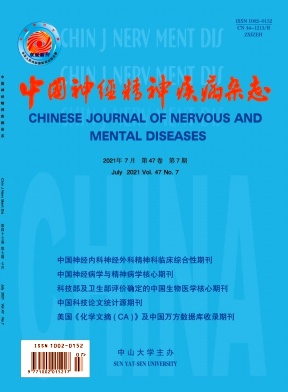 ISSN 1002-0152
CHIN J NERV MENT DIS
中国神经精神疾病杂志
CHINESE JOURNAL OF NERVOUS AND
MENTAL DISEASES
2021年 7月 第47卷 第7期
July 2021 Vol. 47 No. 7
CHINA
中国神经内科神经外科精神科临床综合性期刊
中国神经病学与精神病学核心期刊
科技部及卫生部评价确定的中国生物医学核心期刊
中国科技论文统计源期刊
美国《化学文摘(CA)》及中国万方数据库收录期刊
ISSN 1002-0152
07
9 771002 015217
中山大学主办
SUN YAT-SEN UNIVERSITY